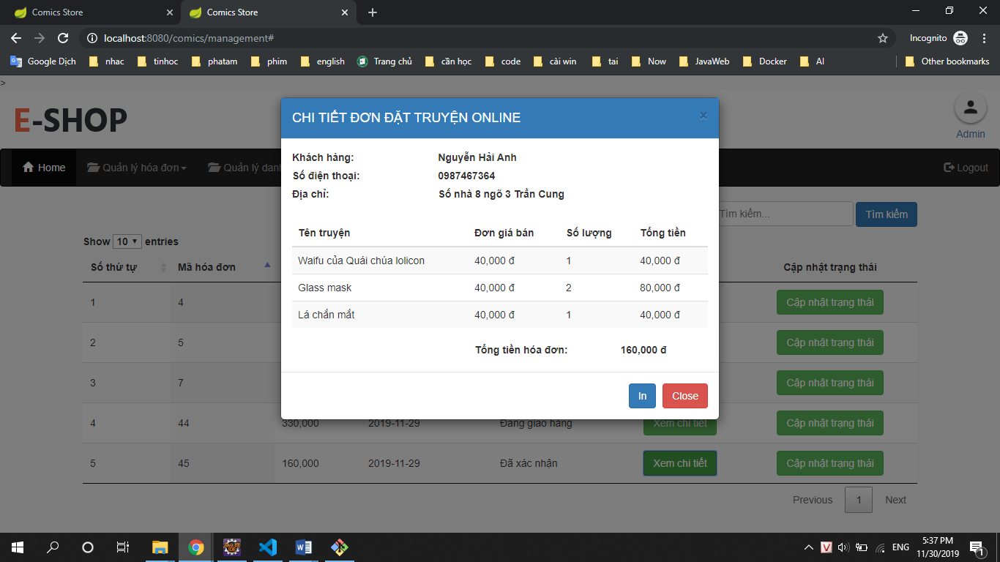 Comics Store
Comics Store
localhost:8080/comics/management#
Incognito
Google Dịch nhac tinhoc phatam phim english Trang chủ cần học code cài win tai Now JavaWeb Docker AI Other bookmarks
>
E-SHOP
Admin
Home Quản lý hóa đơn Quản lý danh Logout
CHI TIẾT ĐƠN ĐẶT TRUYỆN ONLINE ×
Khách hàng: Nguyễn Hải Anh
Số điện thoại: 0987467364
Địa chỉ: Số nhà 8 ngõ 3 Trần Cung
Tên truyện Đơn giá bán Số lượng Tổng tiền
Waifu của Quái chúa lolicon 40,000 đ 1 40,000 đ
Glass mask 40,000 đ 2 80,000 đ
Lá chắn mắt 40,000 đ 1 40,000 đ
Tổng tiền hóa đơn: 160,000 đ
In Close
Tìm kiếm... Tìm kiếm
Show 10 entries
Số thứ tự Mã hóa đơn Cập nhật trạng thái
1 4 Cập nhật trạng thái
2 5 Cập nhật trạng thái
3 7 Cập nhật trạng thái
4 44 330,000 2019-11-29 Đang giao hàng Xem chi tiết Cập nhật trạng thái
5 45 160,000 2019-11-29 Đã xác nhận Xem chi tiết Cập nhật trạng thái
Previous 1 Next
ENG
5:37 PM
11/30/2019
1